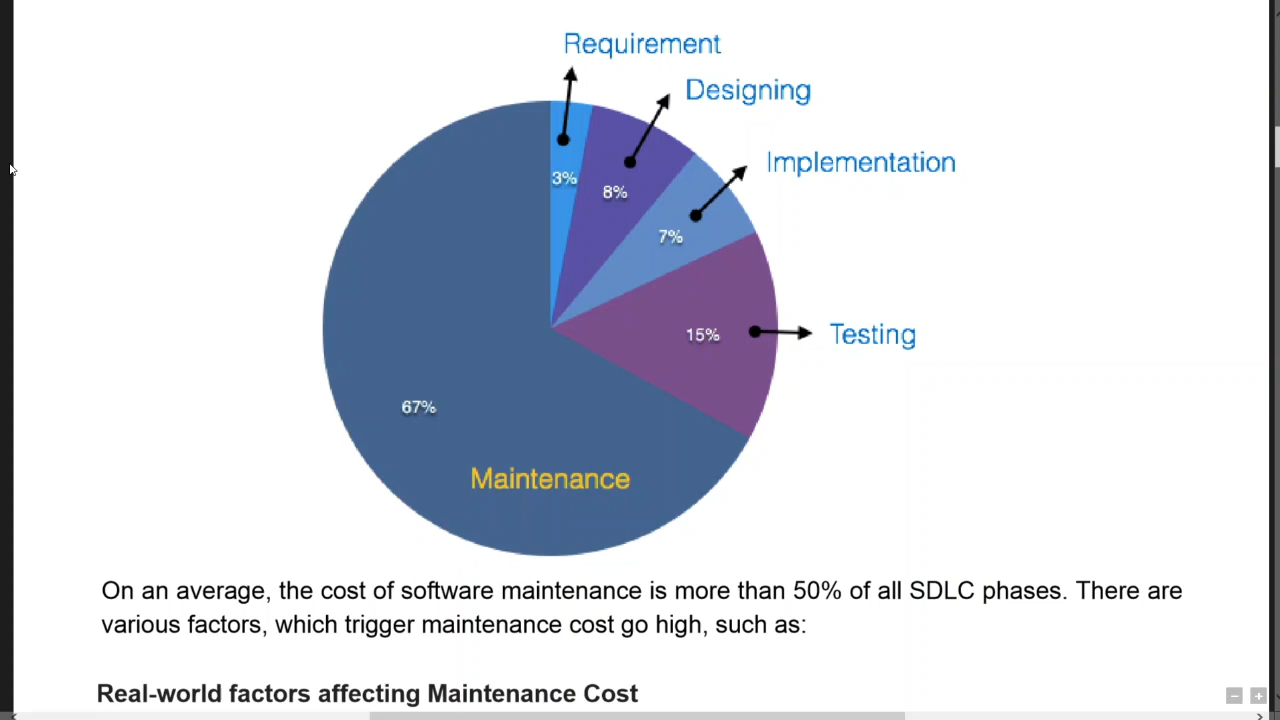 Requirement
Designing
Implementation
3%
8%
7%
15%
Testing
67%
Maintenance
On an average, the cost of software maintenance is more than 50% of all SDLC phases. There are
various factors, which trigger maintenance cost go high, such as:
Real-world factors affecting Maintenance Cost